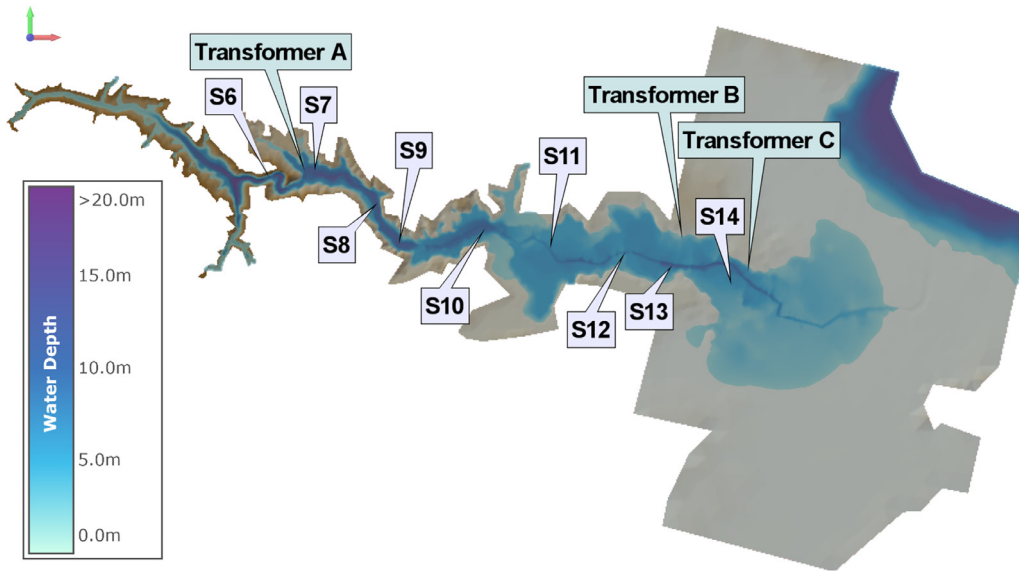 Transformer A
S6
S7
S9
S11
Transformer B
Transformer C
S8
S10
S12
S13
S14
Water Depth
>20.0m
15.0m
10.0m
5.0m
0.0m